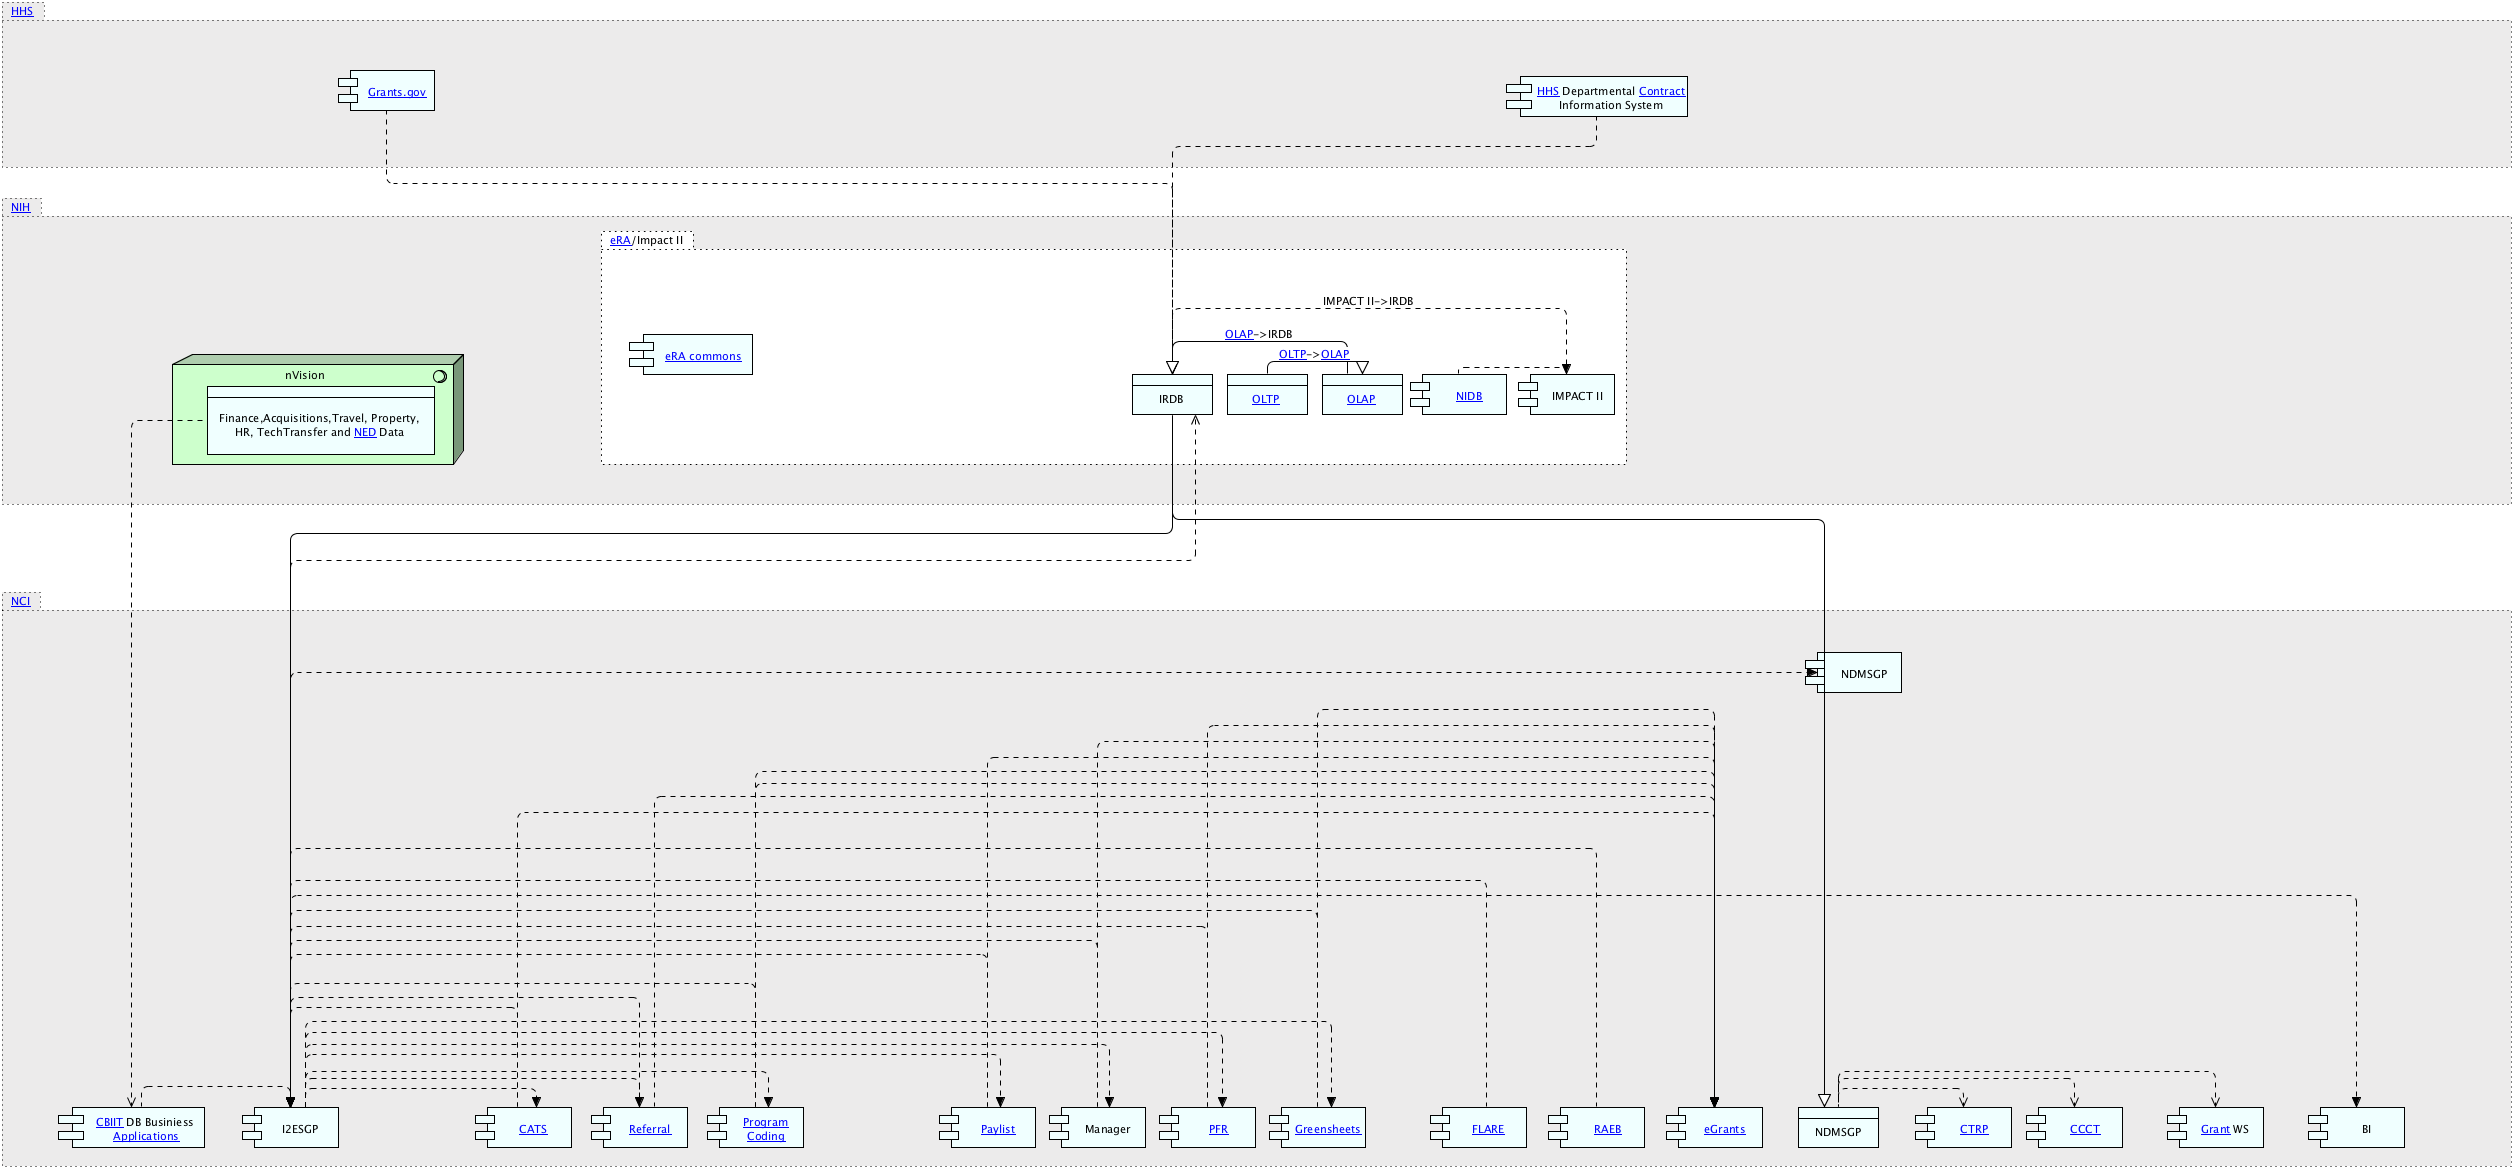 HHS
Grants.gov
HHS Departmental Contract
Information System
NIH
eRA/Impact II
IMPACT II->IRDB
OLAP->IRDB
OLTP->OLAP
eRA commons
nVision
Finance,Acquisitions,Travel, Property,
HR, TechTransfer and NED Data
IRDB
OLTP
OLAP
NIDB
IMPACT II
NCI
NDMSGP
CBIIT DB Businiess
Applications
I2ESGP
CATS
Referral
Program
Coding
Paylist
Manager
PFR
Greensheets
FLARE
RAEB
eGrants
NDMSGP
CTRP
CCCT
Grant WS
BI